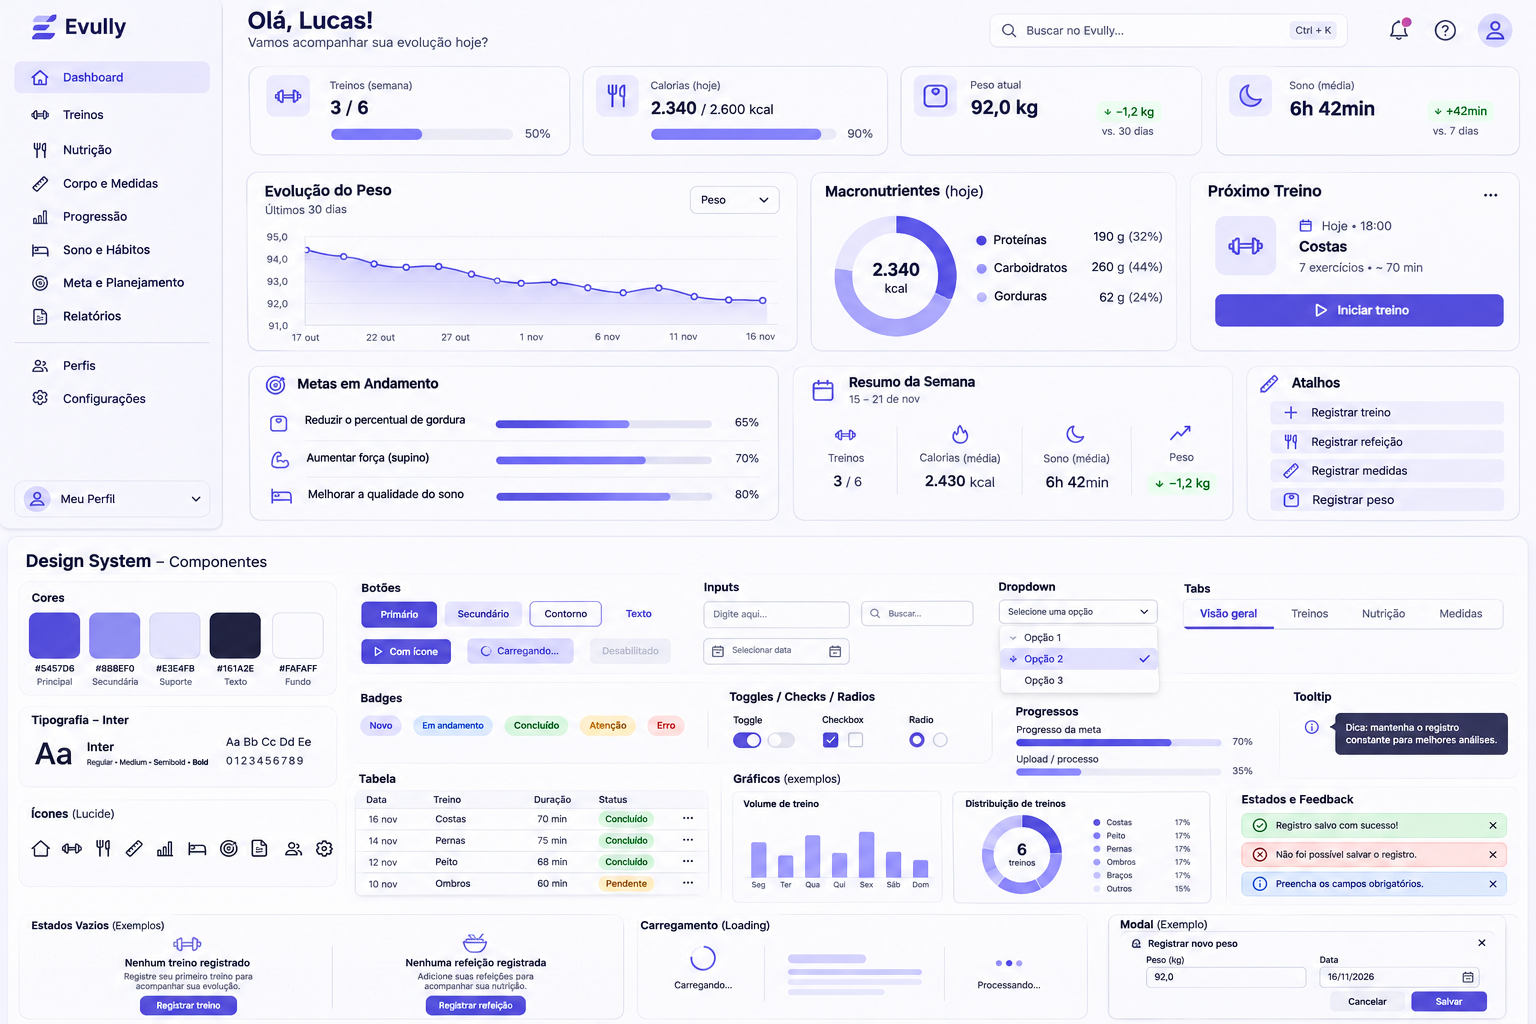 Evully
Dashboard
Treinos
Nutrição
Corpo e Medidas
Progressão
Sono e Hábitos
Meta e Planejamento
Relatórios
Perfis
Configurações
Meu Perfil
Olá, Lucas!
Vamos acompanhar sua evolução hoje?
Buscar no Evully...
Ctrl + K
Treinos (semana)
3 / 6
50%
Calorias (hoje)
2.340 / 2.600 kcal
90%
Peso atual
92,0 kg
↓ −1,2 kg
vs. 30 dias
Sono (média)
6h 42min
↓ +42min
vs. 7 dias
Evolução do Peso
Últimos 30 dias
Peso
95,0
94,0
93,0
92,0
91,0
17 out
22 out
27 out
1 nov
6 nov
11 nov
16 nov
Macronutrientes (hoje)
2.340
kcal
Proteínas 190 g (32%)
Carboidratos 260 g (44%)
Gorduras 62 g (24%)
Próximo Treino
Hoje • 18:00
Costas
7 exercícios • ~ 70 min
Iniciar treino
Metas em Andamento
Reduzir o percentual de gordura 65%
Aumentar força (supino) 70%
Melhorar a qualidade do sono 80%
Resumo da Semana
15 – 21 de nov
Treinos
3 / 6
Calorias (média)
2.430 kcal
Sono (média)
6h 42min
Peso
↓ −1,2 kg
Atalhos
Registrar treino
Registrar refeição
Registrar medidas
Registrar peso
Design System – Componentes
Cores
#5457D6
Principal
#8B8EF0
Secundária
#E3E4FB
Suporte
#161A2E
Texto
#FAFAFF
Fundo
Tipografia – Inter
Aa
Inter
Regular • Medium • Semibold • Bold
Aa Bb Cc Dd Ee
0123456789
Ícones (Lucide)
Botões
Primário
Secundário
Contorno
Texto
Com ícone
Carregando...
Desabilitado
Inputs
Digite aqui...
Buscar...
Selecionar data
Dropdown
Selecione uma opção
Opção 1
Opção 2
Opção 3
Tabs
Visão geral
Treinos
Nutrição
Medidas
Badges
Novo
Em andamento
Concluído
Atenção
Erro
Toggles / Checks / Radios
Toggle
Checkbox
Radio
Progressos
Progresso da meta
70%
Upload / processo
35%
Tooltip
Dica: mantenha o registro
constante para melhores análises.
Tabela
Data Treino Duração Status
16 nov Costas 70 min Concluído
14 nov Pernas 75 min Concluído
12 nov Peito 68 min Concluído
10 nov Ombros 60 min Pendente
Gráficos (exemplos)
Volume de treino
Seg Ter Qua Qui Sex Sáb Dom
Distribuição de treinos
6
treinos
Costas 17%
Peito 17%
Pernas 17%
Ombros 17%
Braços 17%
Outros 15%
Estados e Feedback
Registro salvo com sucesso!
Não foi possível salvar o registro.
Preencha os campos obrigatórios.
Estados Vazios (Exemplos)
Nenhum treino registrado
Registre seu primeiro treino para
acompanhar sua evolução.
Registrar treino
Nenhuma refeição registrada
Adicione suas refeições para
acompanhar sua nutrição.
Registrar refeição
Carregamento (Loading)
Carregando...
Processando...
Modal (Exemplo)
Registrar novo peso
Peso (kg)
92,0
Data
16/11/2026
Cancelar
Salvar